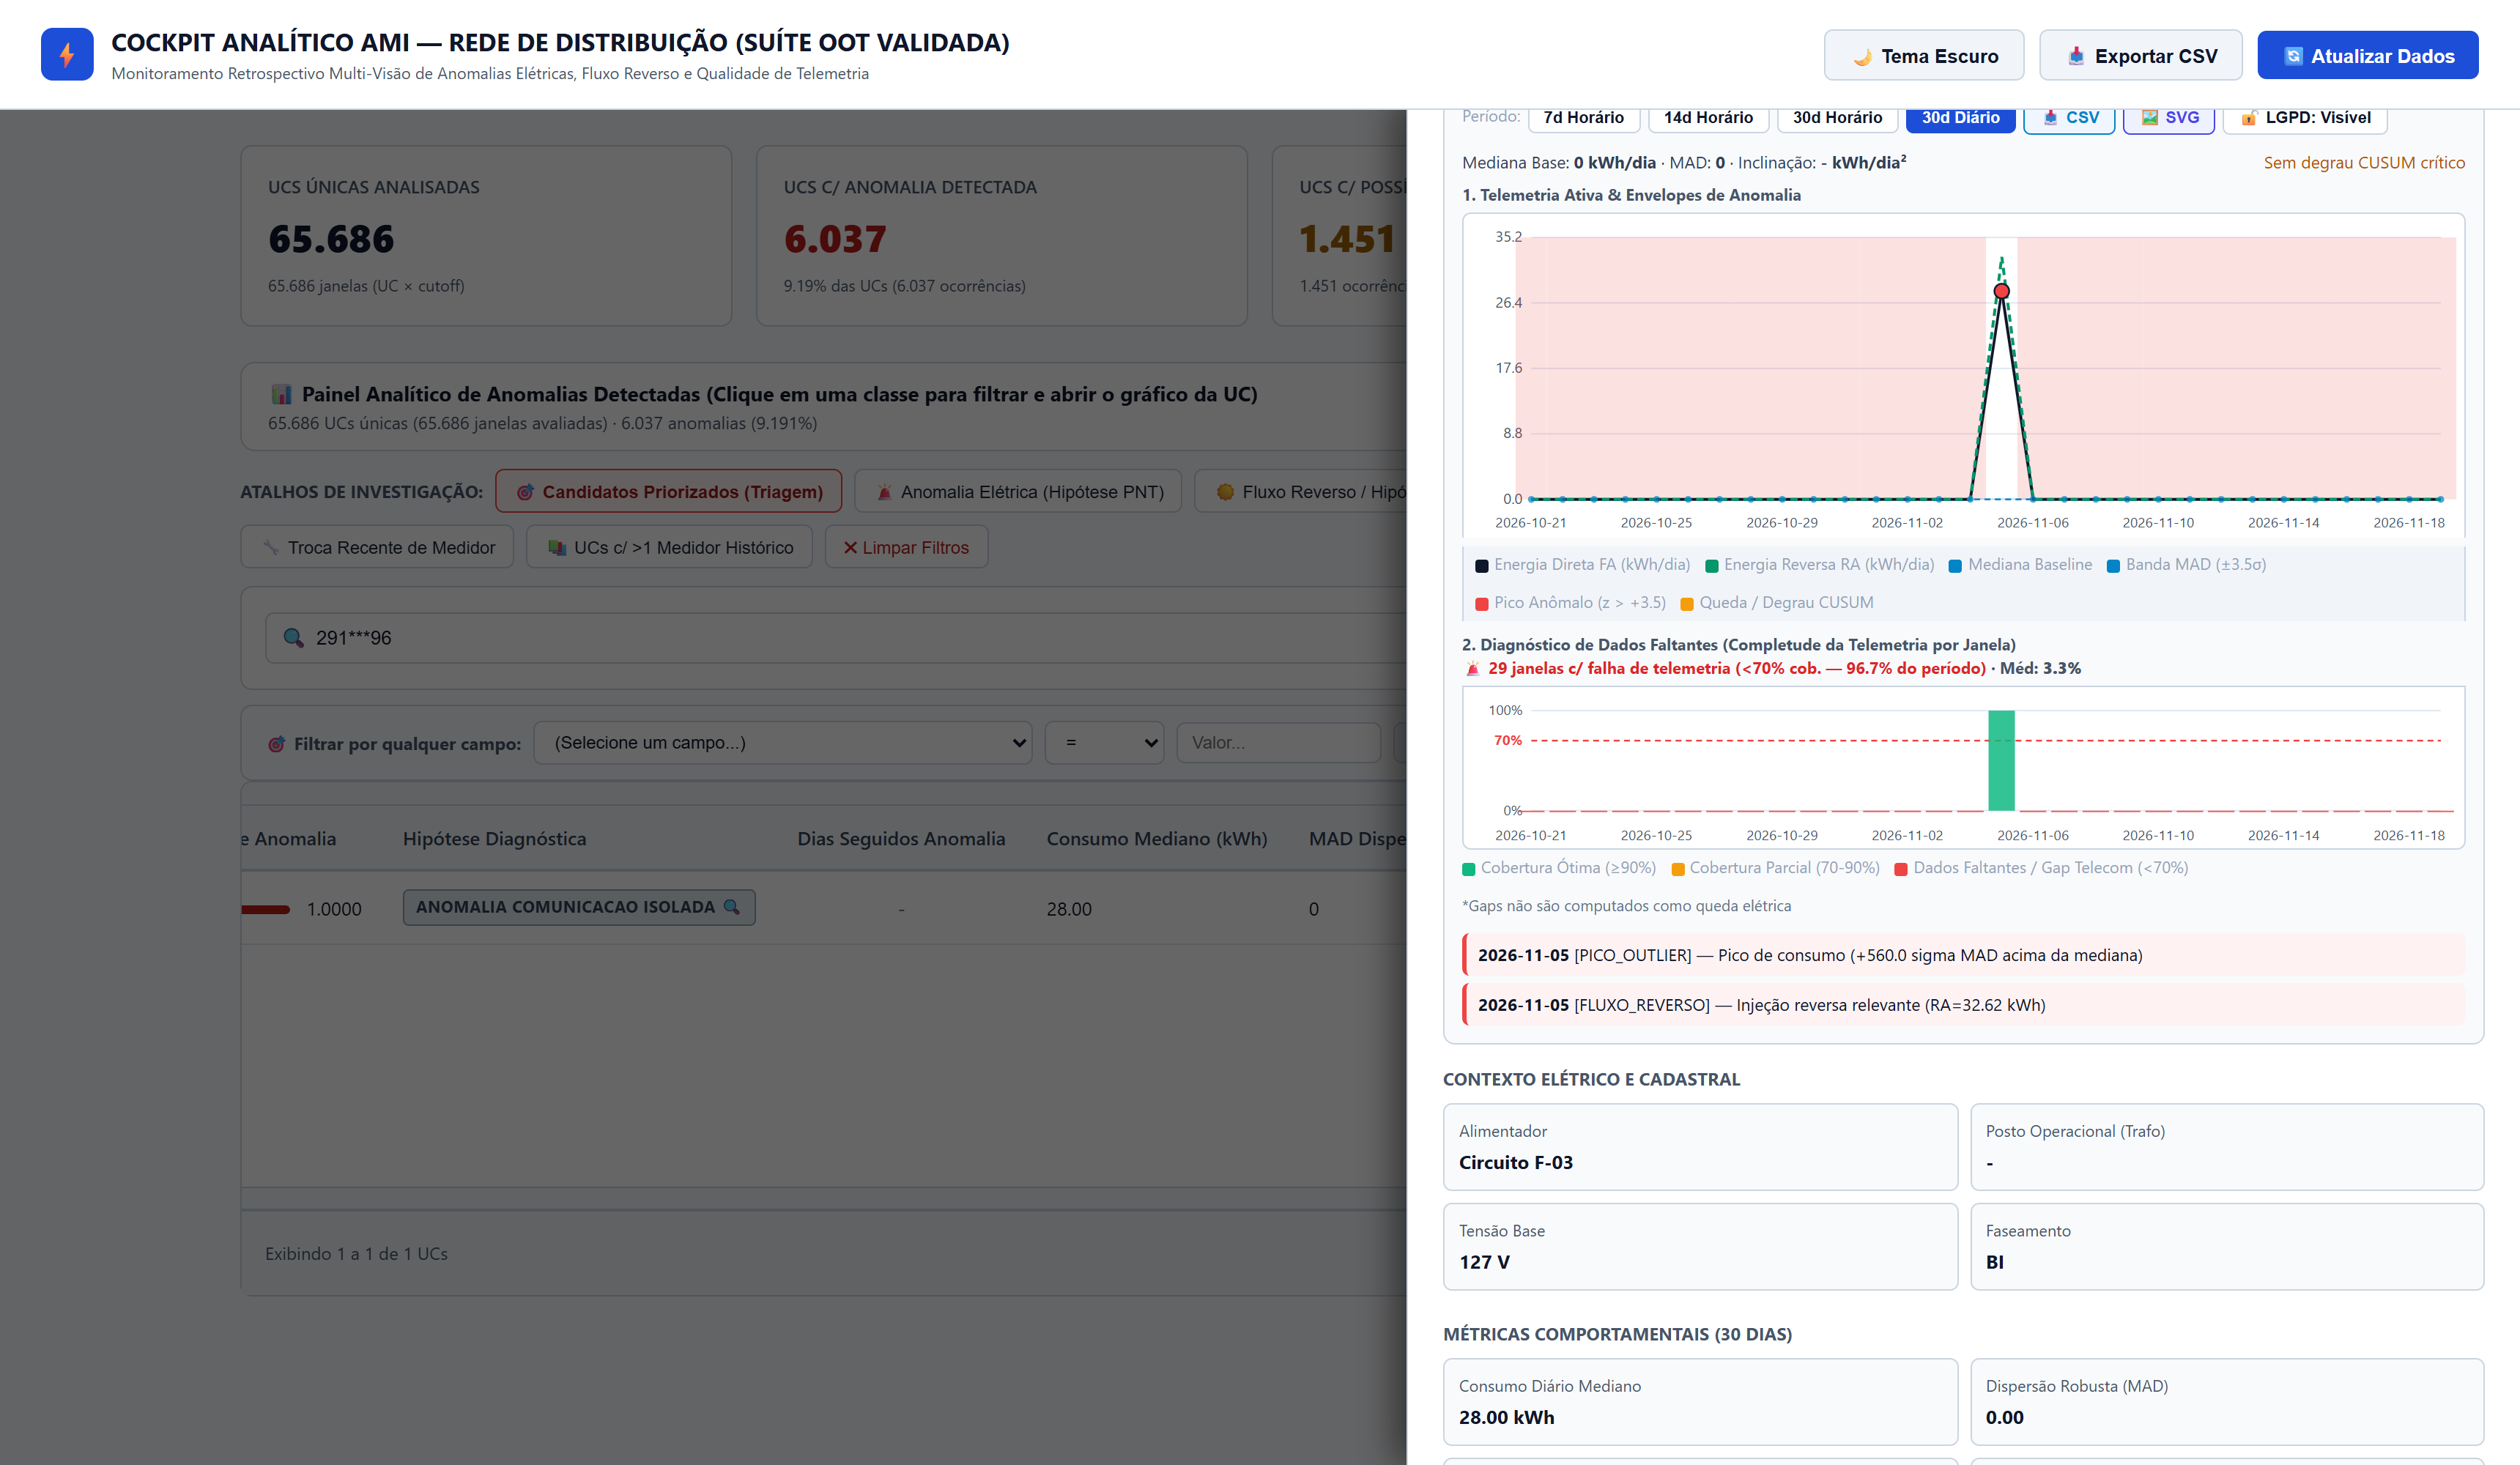 COCKPIT ANALÍTICO AMI — REDE DE DISTRIBUIÇÃO (SUÍTE OOT VALIDADA)
Monitoramento Retrospectivo Multi-Visão de Anomalias Elétricas, Fluxo Reverso e Qualidade de Telemetria
Tema Escuro
Exportar CSV
Atualizar Dados
UCS ÚNICAS ANALISADAS
65.686
65.686 janelas (UC × cutoff)
UCS C/ ANOMALIA DETECTADA
6.037
9.19% das UCs (6.037 ocorrências)
UCS C/ POSS
1.451
1.451 ocorrênc
Painel Analítico de Anomalias Detectadas (Clique em uma classe para filtrar e abrir o gráfico da UC)
65.686 UCs únicas (65.686 janelas avaliadas) · 6.037 anomalias (9.191%)
ATALHOS DE INVESTIGAÇÃO:
Candidatos Priorizados (Triagem)
Anomalia Elétrica (Hipótese PNT)
Fluxo Reverso / Hipó
Troca Recente de Medidor
UCs c/ >1 Medidor Histórico
Limpar Filtros
291***96
Filtrar por qualquer campo:
(Selecione um campo...)
=
Valor...
e Anomalia
Hipótese Diagnóstica
Dias Seguidos Anomalia
Consumo Mediano (kWh)
MAD Dispe
1.0000
ANOMALIA COMUNICACAO ISOLADA
-
28.00
0
Exibindo 1 a 1 de 1 UCs
Período:
7d Horário
14d Horário
30d Horário
30d Diário
CSV
SVG
LGPD: Visível
Mediana Base: 0 kWh/dia · MAD: 0 · Inclinação: - kWh/dia²
Sem degrau CUSUM crítico
1. Telemetria Ativa & Envelopes de Anomalia
35.2
26.4
17.6
8.8
0.0
2026-10-21
2026-10-25
2026-10-29
2026-11-02
2026-11-06
2026-11-10
2026-11-14
2026-11-18
Energia Direta FA (kWh/dia)
Energia Reversa RA (kWh/dia)
Mediana Baseline
Banda MAD (±3.5σ)
Pico Anômalo (z > +3.5)
Queda / Degrau CUSUM
2. Diagnóstico de Dados Faltantes (Completude da Telemetria por Janela)
29 janelas c/ falha de telemetria (<70% cob. — 96.7% do período) · Méd: 3.3%
100%
70%
0%
2026-10-21
2026-10-25
2026-10-29
2026-11-02
2026-11-06
2026-11-10
2026-11-14
2026-11-18
Cobertura Ótima (≥90%)
Cobertura Parcial (70-90%)
Dados Faltantes / Gap Telecom (<70%)
*Gaps não são computados como queda elétrica
2026-11-05 [PICO_OUTLIER] — Pico de consumo (+560.0 sigma MAD acima da mediana)
2026-11-05 [FLUXO_REVERSO] — Injeção reversa relevante (RA=32.62 kWh)
CONTEXTO ELÉTRICO E CADASTRAL
Alimentador
Circuito F-03
Posto Operacional (Trafo)
-
Tensão Base
127 V
Faseamento
BI
MÉTRICAS COMPORTAMENTAIS (30 DIAS)
Consumo Diário Mediano
28.00 kWh
Dispersão Robusta (MAD)
0.00